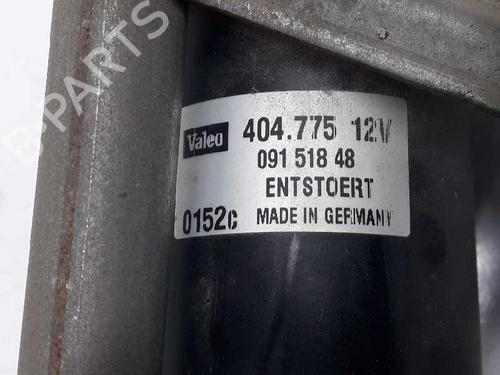 B-PARTS
Valeo 404.775 12V
091 518 48
ENTSTOERT
0152c MADE IN GERMANY